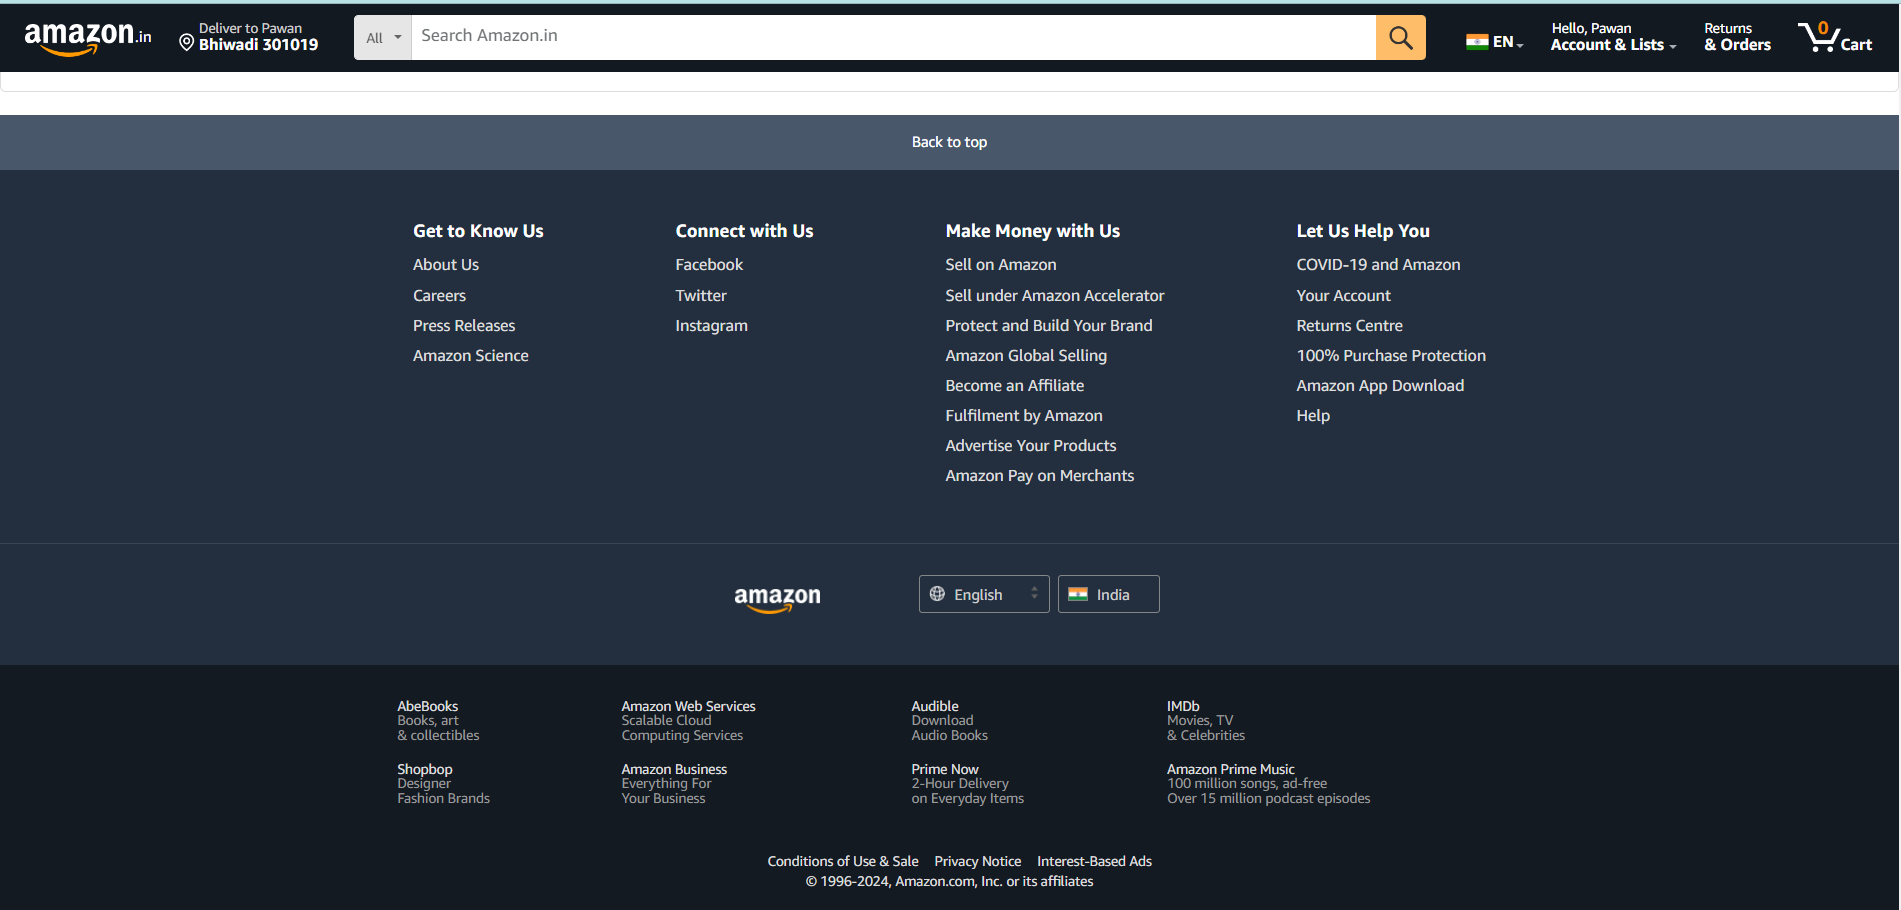 amazon.in
Deliver to Pawan
Bhiwadi 301019
All
Search Amazon.in
EN
Hello, Pawan
Account & Lists
Returns
& Orders
0
Cart
Back to top
Get to Know Us
About Us
Careers
Press Releases
Amazon Science
Connect with Us
Facebook
Twitter
Instagram
Make Money with Us
Sell on Amazon
Sell under Amazon Accelerator
Protect and Build Your Brand
Amazon Global Selling
Become an Affiliate
Fulfilment by Amazon
Advertise Your Products
Amazon Pay on Merchants
Let Us Help You
COVID-19 and Amazon
Your Account
Returns Centre
100% Purchase Protection
Amazon App Download
Help
amazon
English
India
AbeBooks
Books, art
& collectibles
Amazon Web Services
Scalable Cloud
Computing Services
Audible
Download
Audio Books
IMDb
Movies, TV
& Celebrities
Shopbop
Designer
Fashion Brands
Amazon Business
Everything For
Your Business
Prime Now
2-Hour Delivery
on Everyday Items
Amazon Prime Music
100 million songs, ad-free
Over 15 million podcast episodes
Conditions of Use & Sale Privacy Notice Interest-Based Ads
© 1996-2024, Amazon.com, Inc. or its affiliates